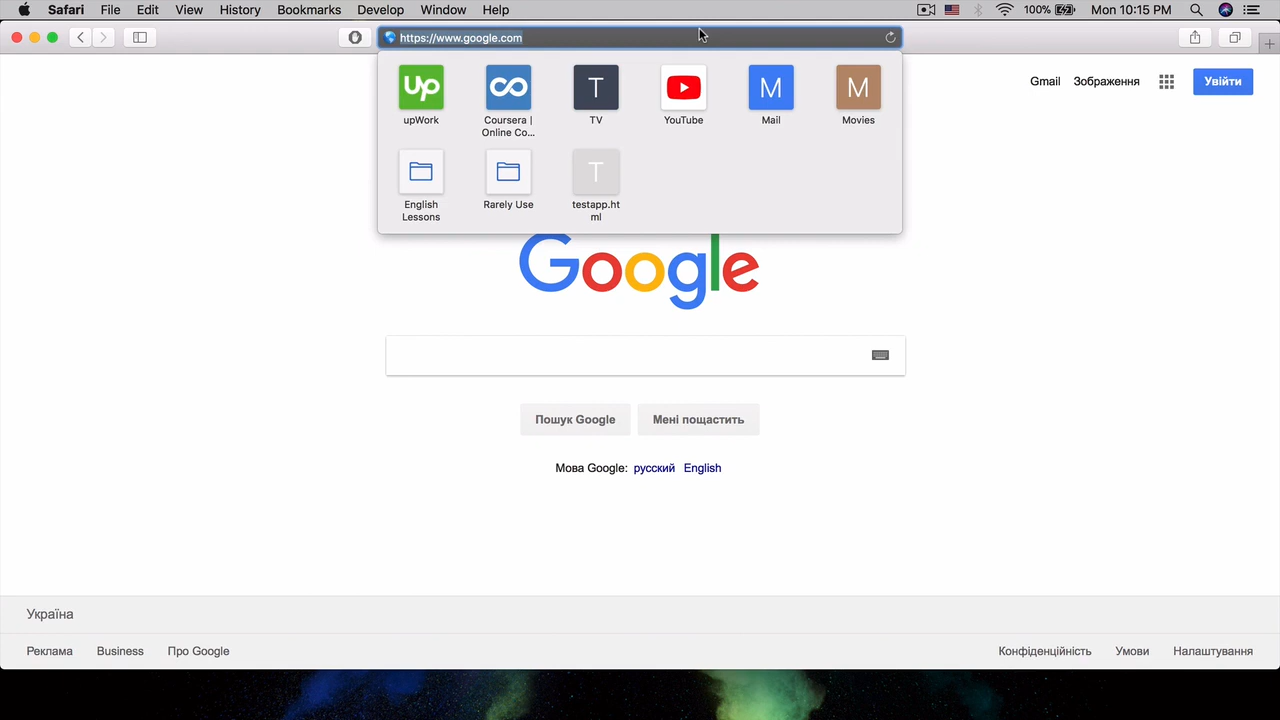 Safari File Edit View History Bookmarks Develop Window Help 100% Mon 10:15 PM
https://www.google.com
Up
T
M
M
upWork
Coursera |
Online Co...
TV
YouTube
Mail
Movies
T
English
Lessons
Rarely Use
testapp.ht
ml
Gmail Зображення Увійти
Google
Пошук Google Мені пощастить
Мова Google: русский English
Україна
Реклама Business Про Google Конфіденційність Умови Налаштування